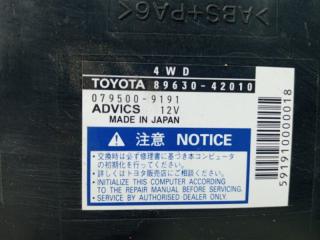 >ABS+PA6<
4WD
TOYOTA 89630-42010
079500-9191 12V
ADVICS
MADE IN JAPAN
注意 NOTICE
・交換時は必ず修理書に基づき本コンピュータ
の初期化を行ってください。
・詳しくはトヨタ販売店にご相談ください。
・INITIALIZE THIS COMPUTER ACCORDING
TO THE REPAIR MANUAL BEFORE SERVICING.
・SERVICE BY AUTHORISED DEALER ONLY.
591910000018